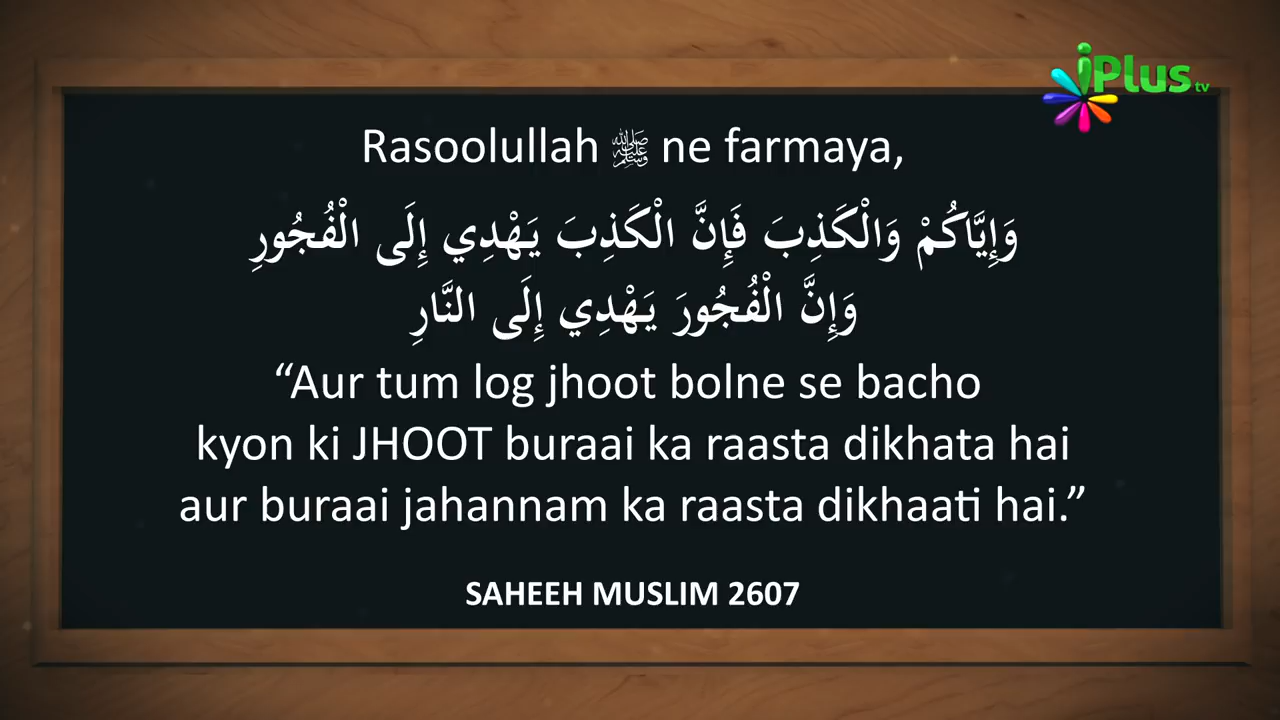 iPlus tv
Rasoolullah ﷺ ne farmaya,
وَإِيَّاكُمْ وَالْكَذِبَ فَإِنَّ الْكَذِبَ يَهْدِي إِلَى الْفُجُورِ
وَإِنَّ الْفُجُورَ يَهْدِي إِلَى النَّارِ
“Aur tum log jhoot bolne se bacho
kyon ki JHOOT buraai ka raasta dikhata hai
aur buraai jahannam ka raasta dikhaati hai.”
SAHEEH MUSLIM 2607